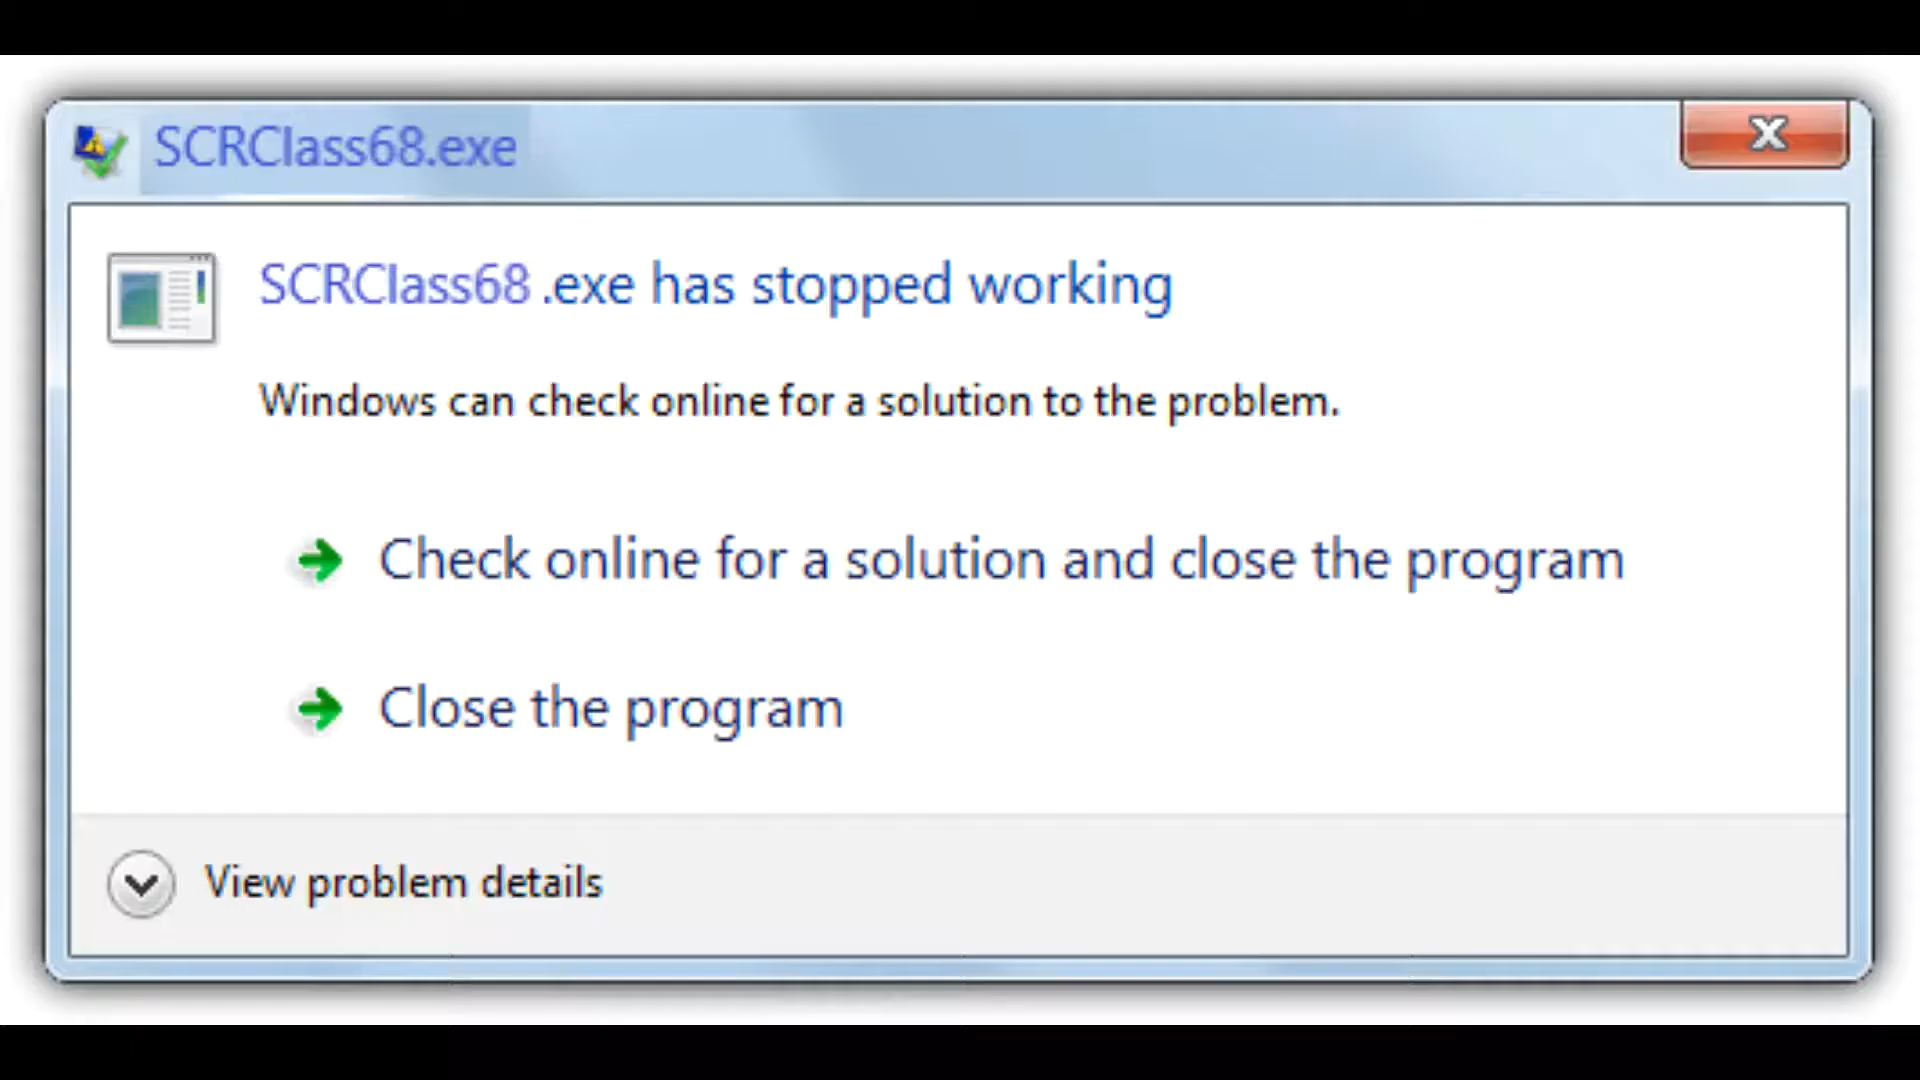 SCRClass68.exe
SCRClass68 .exe has stopped working
Windows can check online for a solution to the problem.
Check online for a solution and close the program
Close the program
View problem details